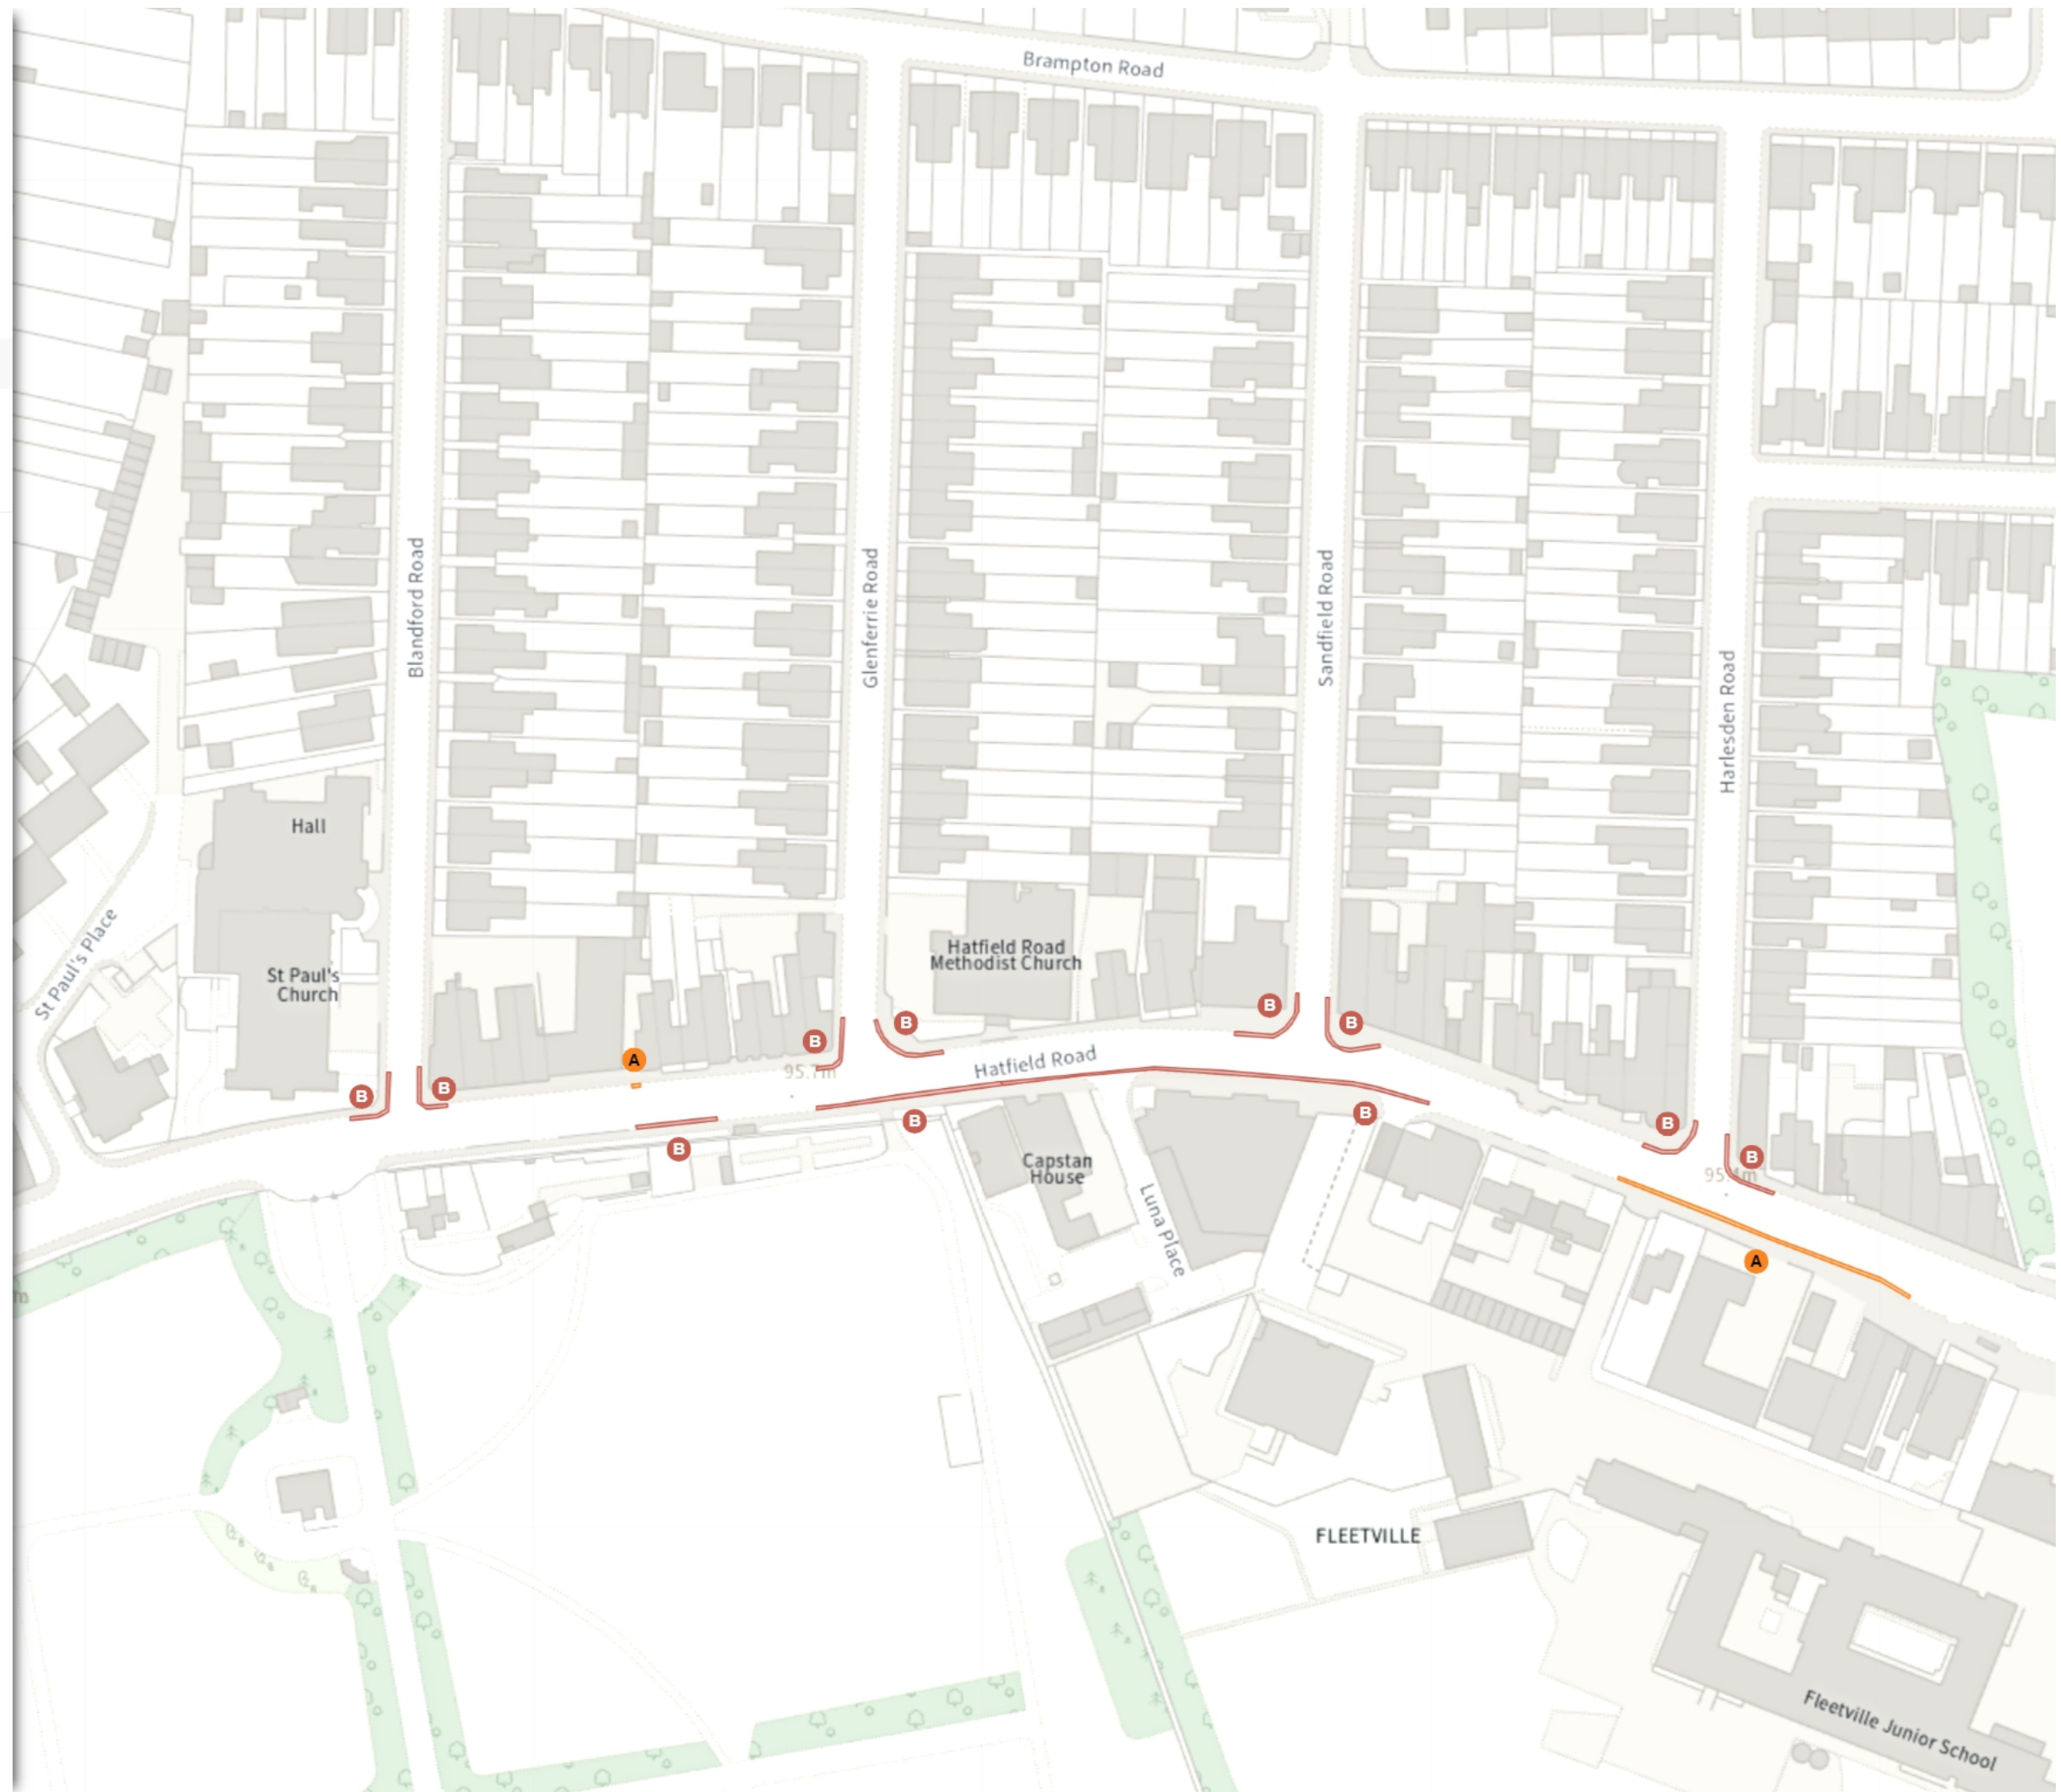 Brampton Road
Blandford Road
Glenferrie Road
Sandfield Road
Harlesden Road
Hall
St Paul's Place
St Paul's
Church
Hatfield Road
Methodist Church
B
B
B
B
B
A
B
Hatfield Road
B
B
B
B
B
B
A
Capstan
House
Luna Place
FLEETVILLE
Fleetville Junior School
m